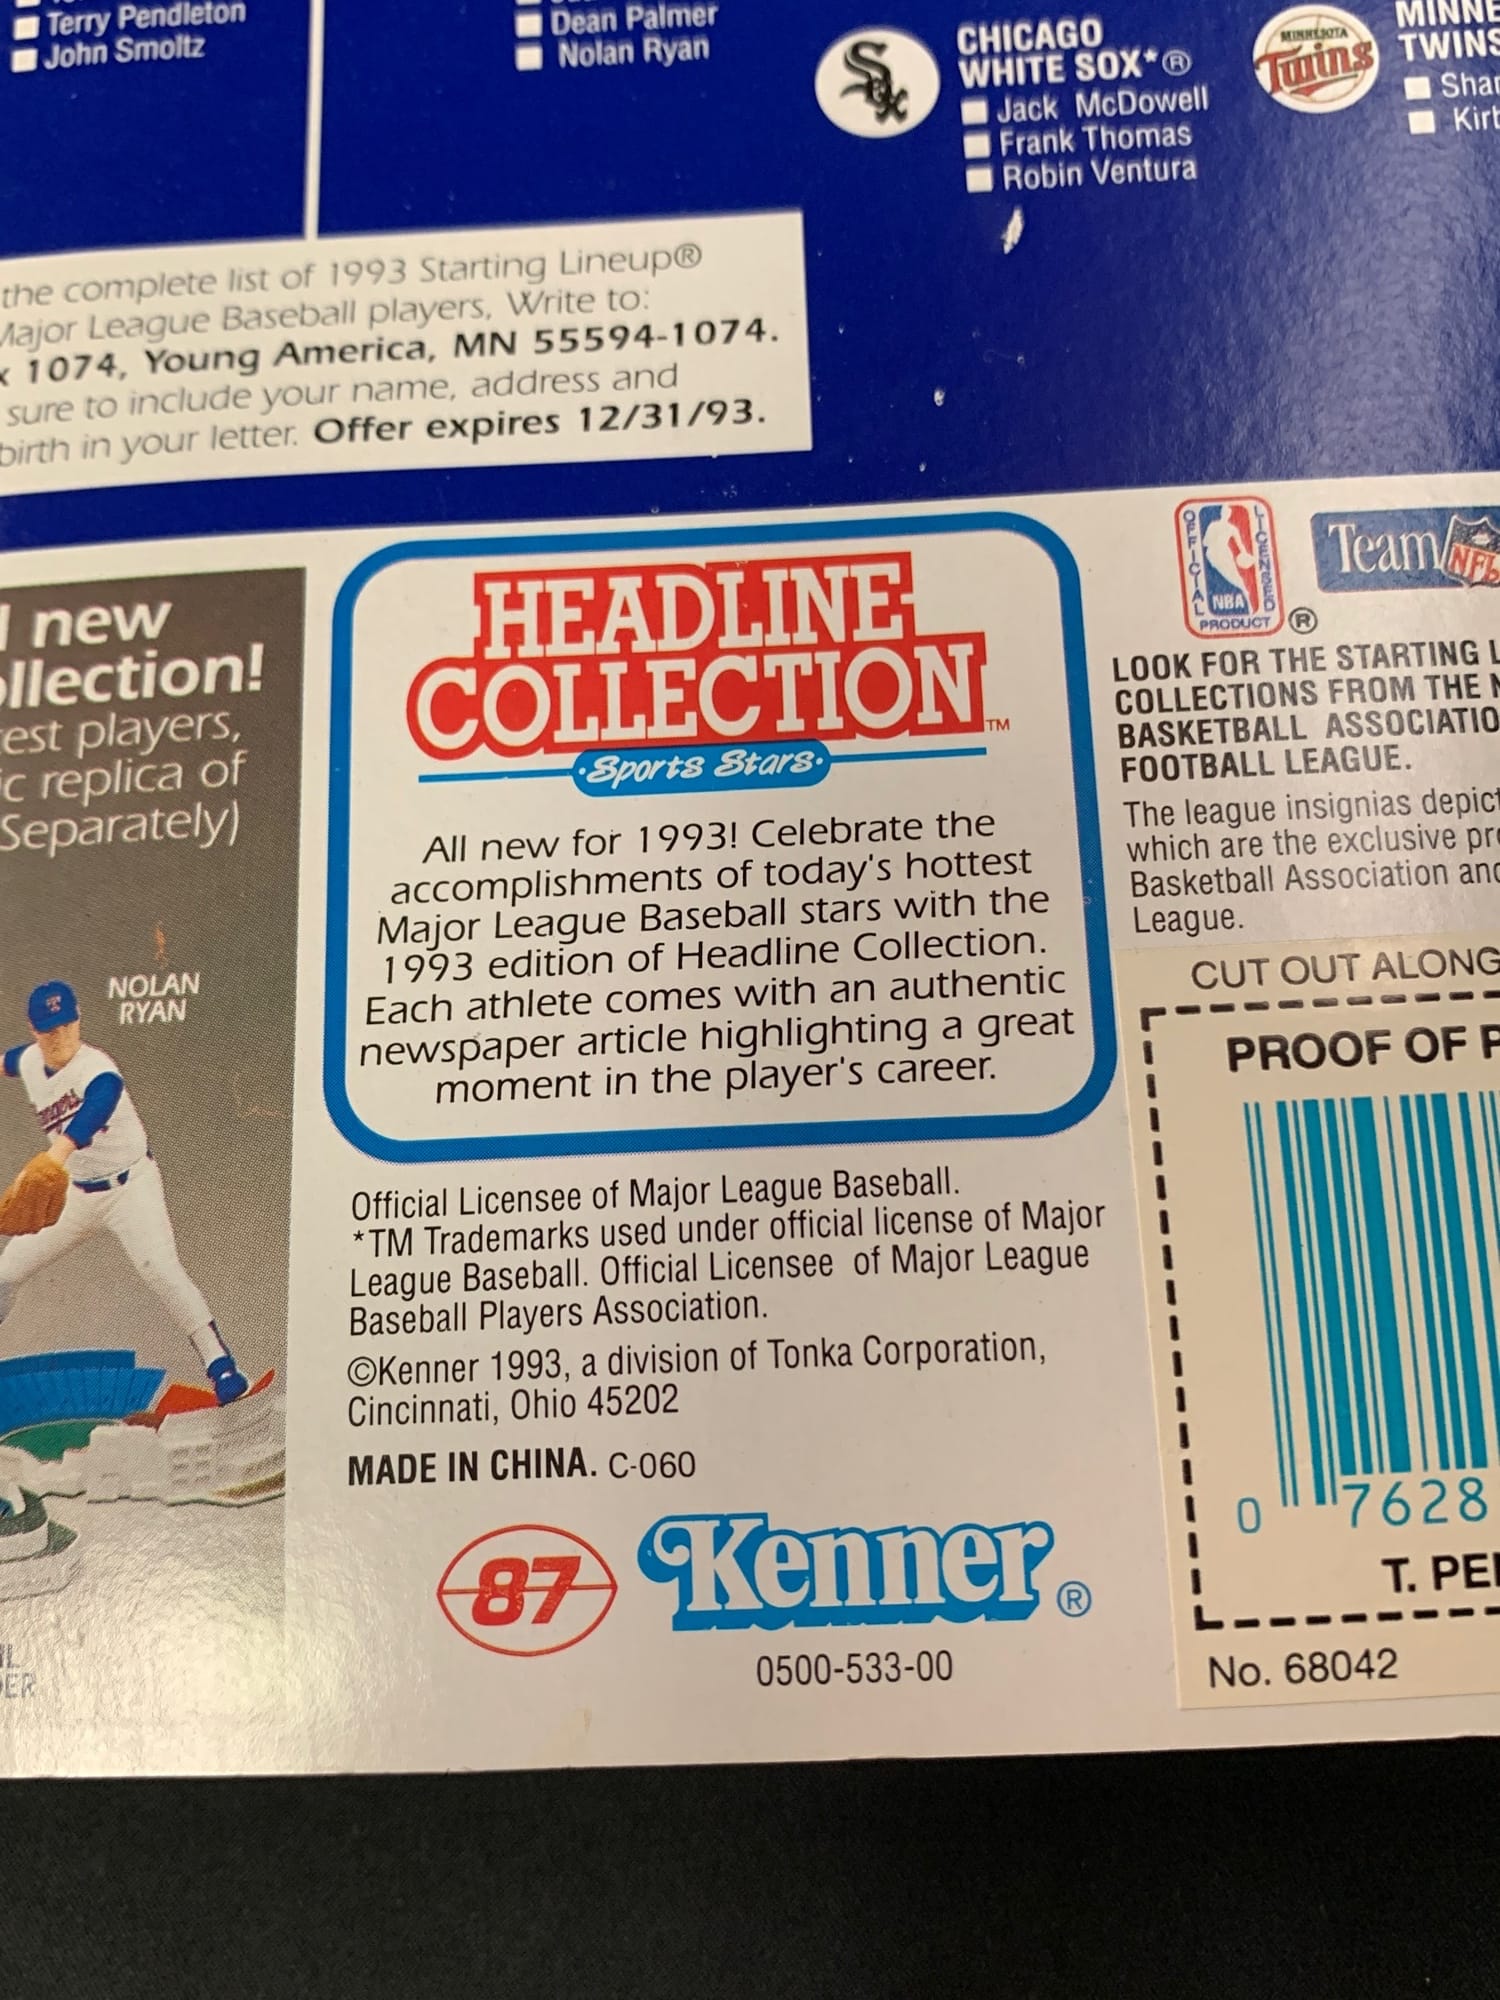 Terry Pendleton
John Smoltz
Dean Palmer
Nolan Ryan
CHICAGO
WHITE SOX*®
Jack McDowell
Frank Thomas
Robin Ventura
Sox
MINNESOTA
Twins
TWINS
the complete list of 1993 Starting Lineup®
Major League Baseball players, Write to:
1074, Young America, MN 55594-1074.
sure to include your name, address and
birth in your letter. Offer expires 12/31/93.
new
est players,
c replica of
Separately)
NOLAN
RYAN
HEADLINE
COLLECTION™
·Sports Stars·
All new for 1993! Celebrate the
accomplishments of today's hottest
Major League Baseball stars with the
1993 edition of Headline Collection.
Each athlete comes with an authentic
newspaper article highlighting a great
moment in the player's career.
Official Licensee of Major League Baseball.
*TM Trademarks used under official license of Major
League Baseball. Official Licensee of Major League
Baseball Players Association.
©Kenner 1993, a division of Tonka Corporation,
Cincinnati, Ohio 45202
MADE IN CHINA. C-060
87
Kenner®
0500-533-00
OFFICIAL LICENSED
NBA
PRODUCT ®
Team NFL
LOOK FOR THE STARTING L
COLLECTIONS FROM THE N
BASKETBALL ASSOCIATIO
FOOTBALL LEAGUE.
The league insignias depict
which are the exclusive pro
Basketball Association and
League.
CUT OUT ALONG
PROOF OF P
0 7628
T. PE
No. 68042